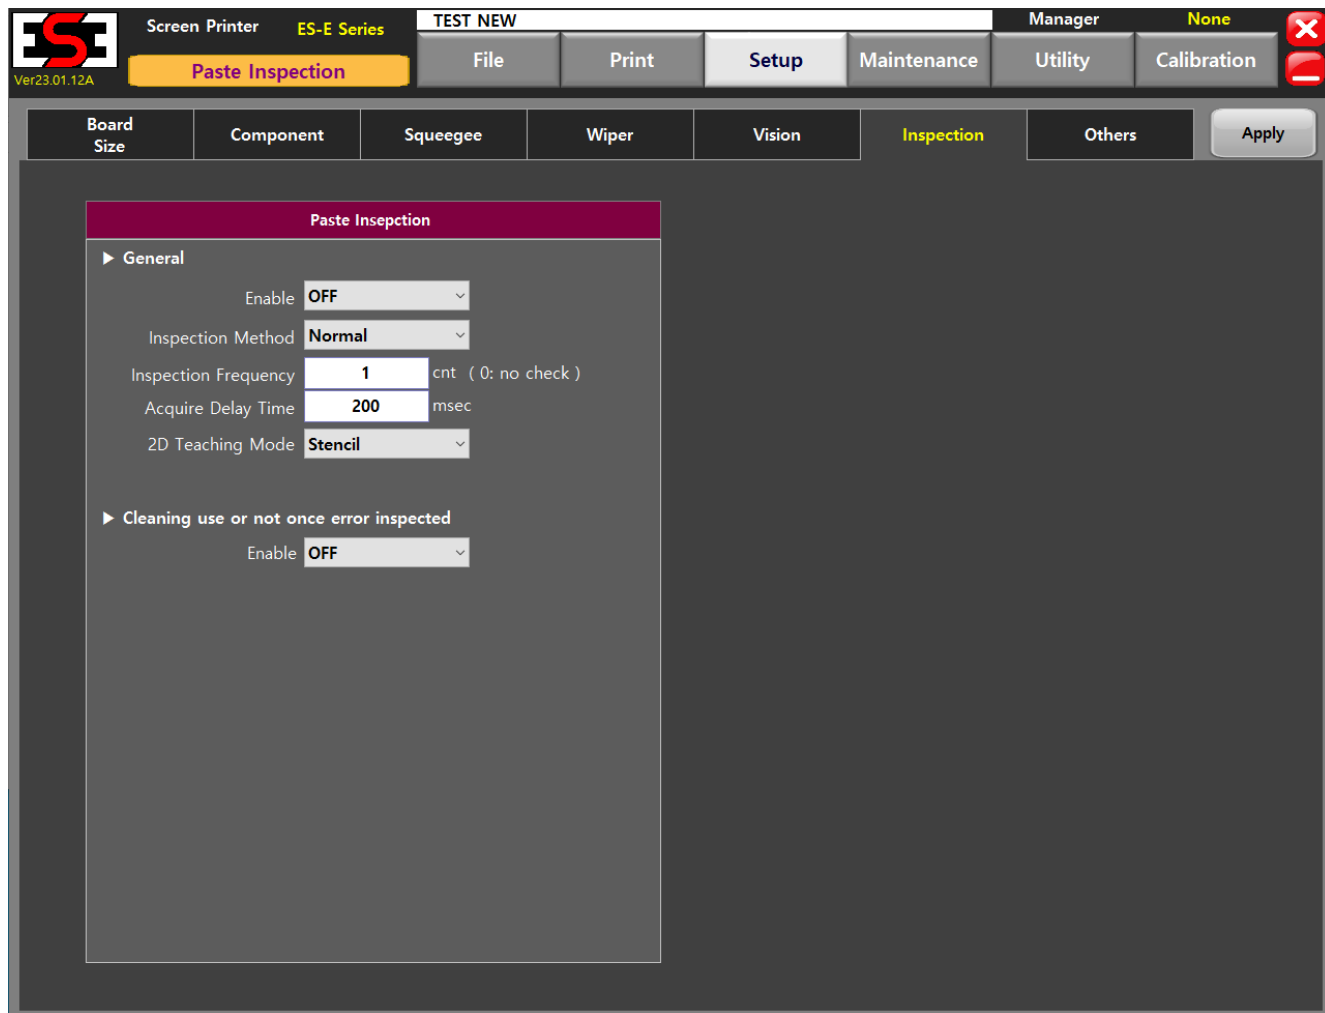 Screen Printer ES-E Series
TEST NEW
Manager None
ESE
Ver23.01.12A
Paste Inspection
File Print Setup Maintenance Utility Calibration
Board
Size
Component Squeegee Wiper Vision Inspection Others Apply
Paste Insepction
▶ General
Enable OFF
Inspection Method Normal
Inspection Frequency 1 cnt ( 0: no check )
Acquire Delay Time 200 msec
2D Teaching Mode Stencil
▶ Cleaning use or not once error inspected
Enable OFF